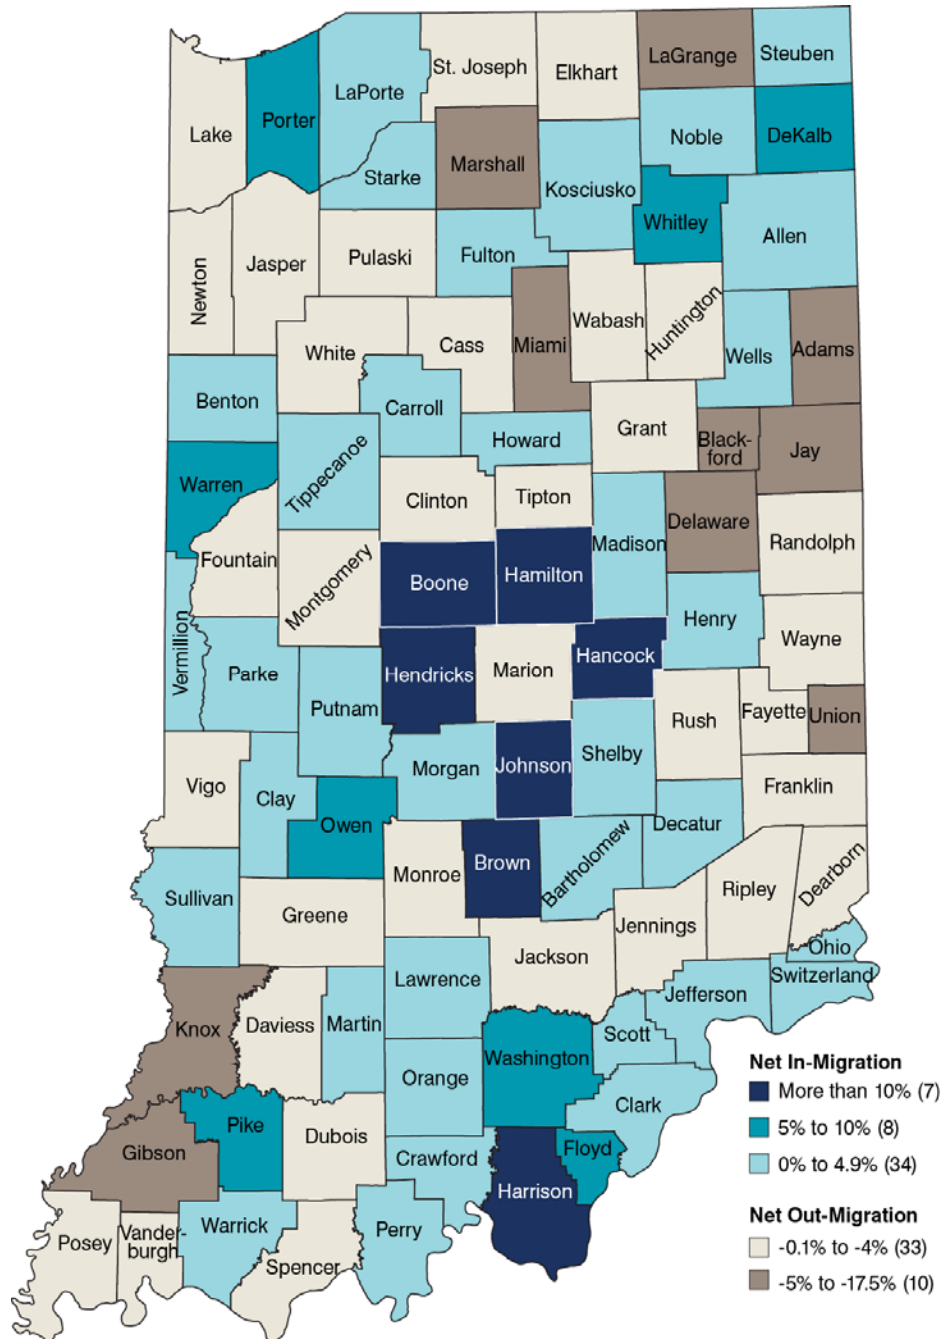 St. Joseph
Elkhart
LaGrange
Steuben
LaPorte
Lake
Porter
Noble
DeKalb
Marshall
Starke
Kosciusko
Whitley
Allen
Newton
Jasper
Pulaski
Fulton
Wabash
Huntington
White
Cass
Miami
Wells
Adams
Benton
Carroll
Howard
Grant
Black-
ford
Jay
Warren
Tippecanoe
Clinton
Tipton
Madison
Delaware
Randolph
Fountain
Montgomery
Boone
Hamilton
Henry
Wayne
Vermillion
Parke
Hendricks
Marion
Hancock
Putnam
Rush
Fayette
Union
Vigo
Clay
Morgan
Johnson
Shelby
Franklin
Owen
Decatur
Sullivan
Greene
Monroe
Brown
Bartholomew
Ripley
Dearborn
Jennings
Jackson
Ohio
Switzerland
Lawrence
Jefferson
Knox
Daviess
Martin
Scott
Washington
Orange
Clark
Pike
Dubois
Gibson
Crawford
Floyd
Harrison
Posey
Vander-
burgh
Warrick
Spencer
Perry
Net In-Migration
More than 10% (7)
5% to 10% (8)
0% to 4.9% (34)
Net Out-Migration
-0.1% to -4% (33)
-5% to -17.5% (10)